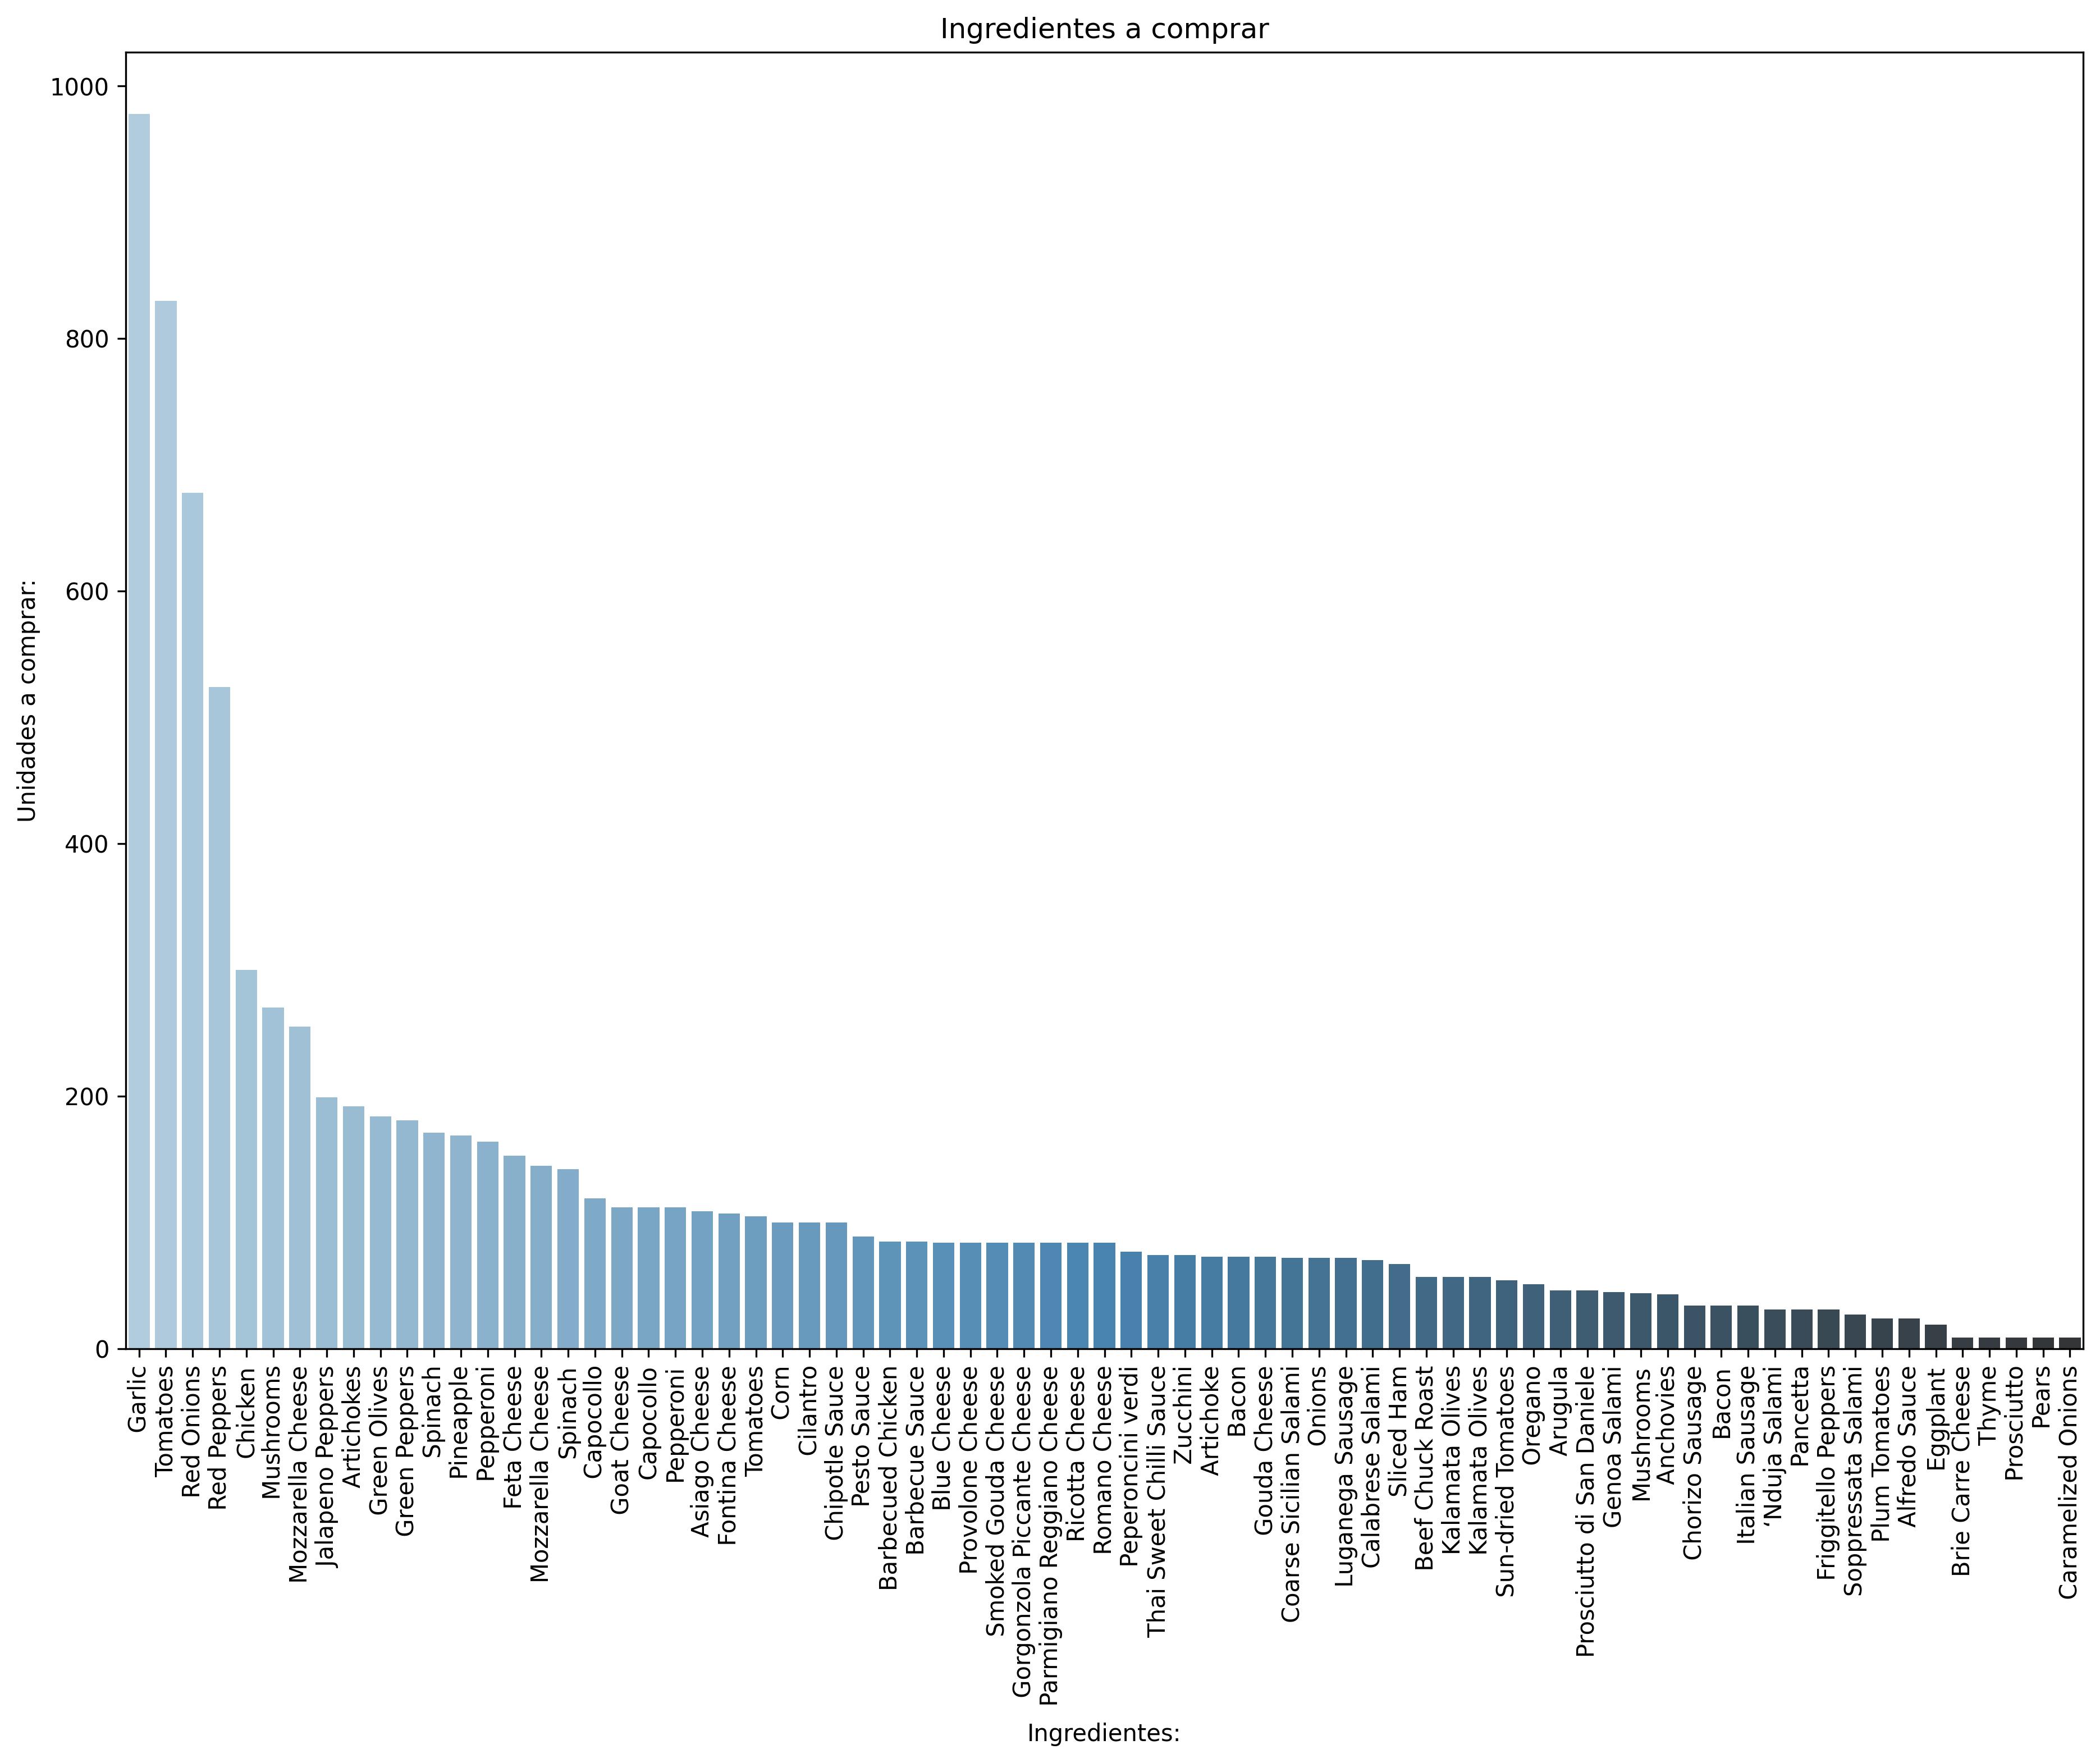 Ingredientes a comprar
Unidades a comprar:
1000
800
600
400
200
0
Garlic
Tomatoes
Red Onions
Red Peppers
Chicken
Mushrooms
Mozzarella Cheese
Jalapeno Peppers
Artichokes
Green Olives
Green Peppers
Spinach
Pineapple
Pepperoni
Feta Cheese
Mozzarella Cheese
Spinach
Capocollo
Goat Cheese
Capocollo
Pepperoni
Asiago Cheese
Fontina Cheese
Tomatoes
Corn
Cilantro
Chipotle Sauce
Pesto Sauce
Barbecued Chicken
Barbecue Sauce
Blue Cheese
Provolone Cheese
Smoked Gouda Cheese
Gorgonzola Piccante Cheese
Parmigiano Reggiano Cheese
Ricotta Cheese
Romano Cheese
Peperoncini verdi
Thai Sweet Chilli Sauce
Zucchini
Artichoke
Bacon
Gouda Cheese
Coarse Sicilian Salami
Onions
Luganega Sausage
Calabrese Salami
Sliced Ham
Beef Chuck Roast
Kalamata Olives
Kalamata Olives
Sun-dried Tomatoes
Oregano
Arugula
Prosciutto di San Daniele
Genoa Salami
Mushrooms
Anchovies
Chorizo Sausage
Bacon
Italian Sausage
‘Nduja Salami
Pancetta
Friggitello Peppers
Soppressata Salami
Plum Tomatoes
Alfredo Sauce
Eggplant
Brie Carre Cheese
Thyme
Prosciutto
Pears
Caramelized Onions
Ingredientes: